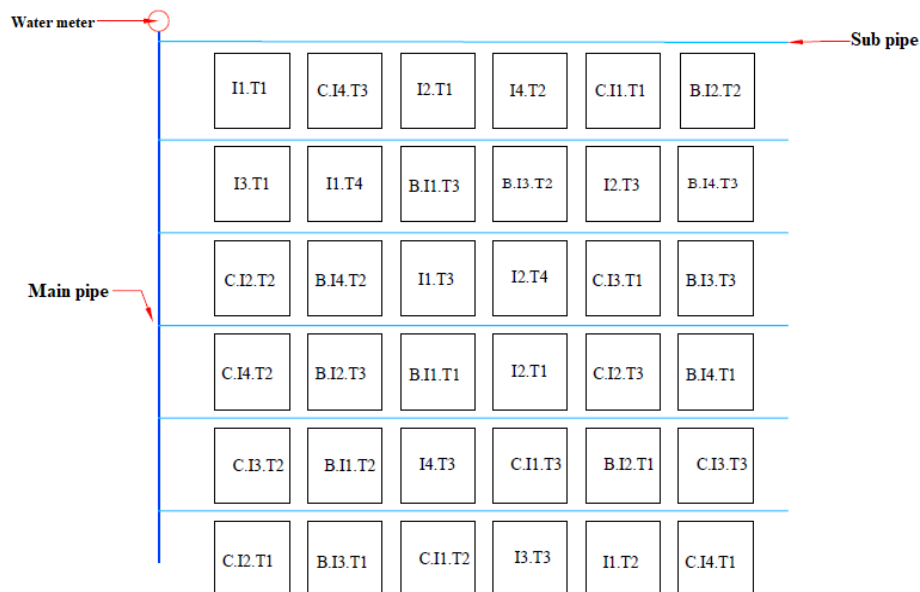 Water meter
Sub pipe
I1.T1 C.I4.T3 I2.T1 I4.T2 C.I1.T1 B.I2.T2
I3.T1 I1.T4 B.I1.T3 B.I3.T2 I2.T3 B.I4.T3
C.I2.T2 B.I4.T2 I1.T3 I2.T4 C.I3.T1 B.I3.T3
Main pipe
C.I4.T2 B.I2.T3 B.I1.T1 I2.T1 C.I2.T3 B.I4.T1
C.I3.T2 B.I1.T2 I4.T3 C.I1.T3 B.I2.T1 C.I3.T3
C.I2.T1 B.I3.T1 C.I1.T2 I3.T3 I1.T2 C.I4.T1